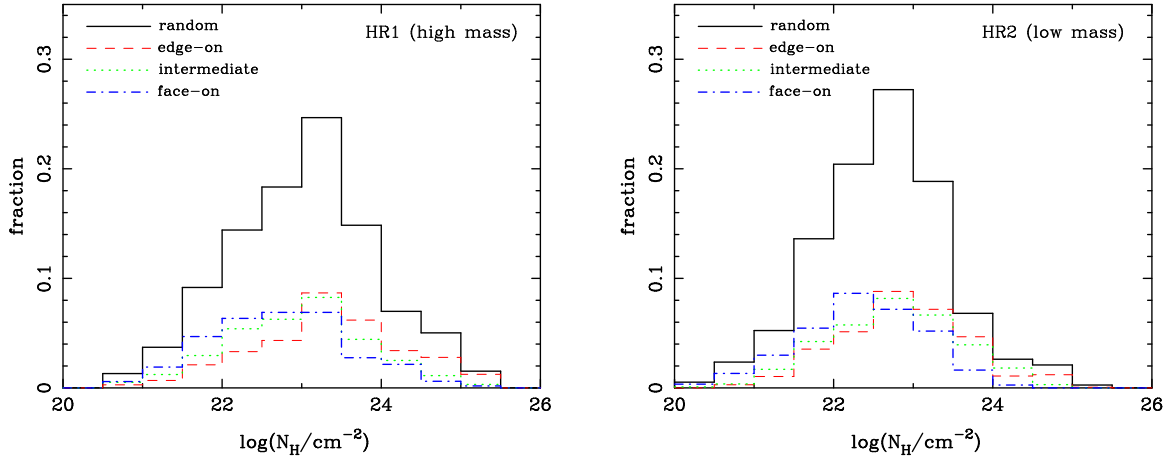 random
edge-on
intermediate
face-on
HR1 (high mass)
0.3
0.2
0.1
0
fraction
20
22
24
26
log(N_H/cm^-2)
random
edge-on
intermediate
face-on
HR2 (low mass)
0.3
0.2
0.1
0
fraction
20
22
24
26
log(N_H/cm^-2)